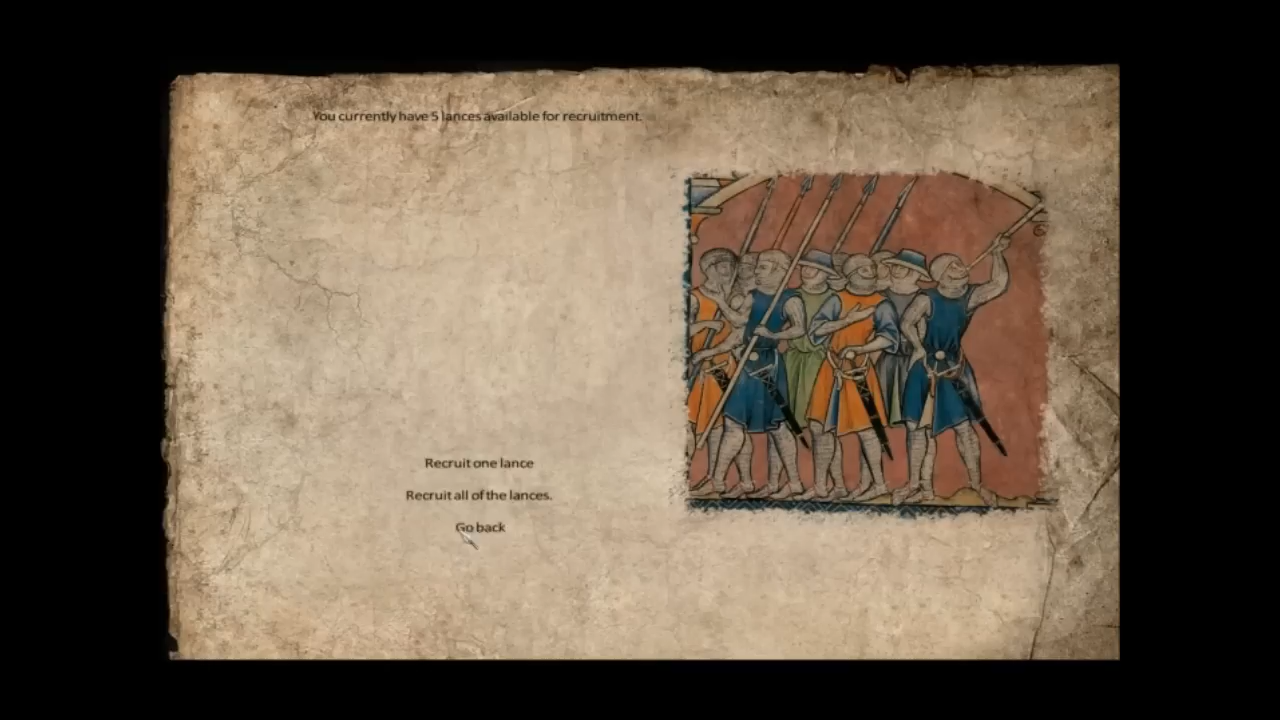 You currently have 5 lances available for recruitment.
Recruit one lance
Recruit all of the lances.
Go back